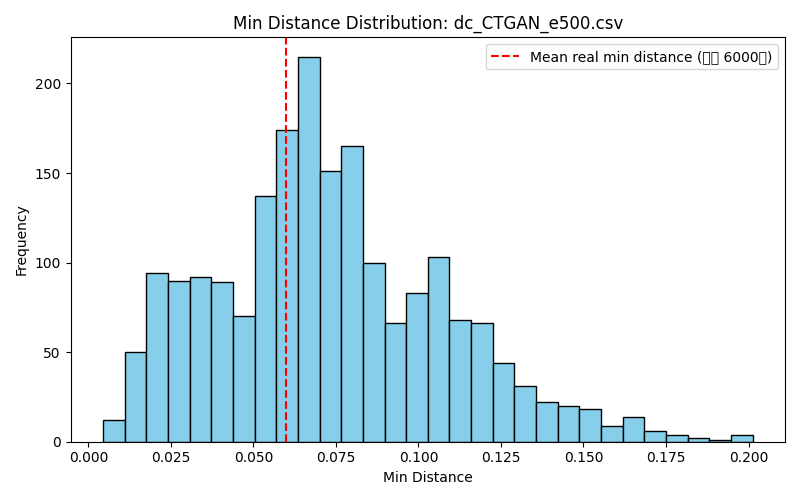 Min Distance Distribution: dc_CTGAN_e500.csv
Mean real min distance ( 6000)
Frequency
200
150
100
50
0
0.000 0.025 0.050 0.075 0.100 0.125 0.150 0.175 0.200
Min Distance